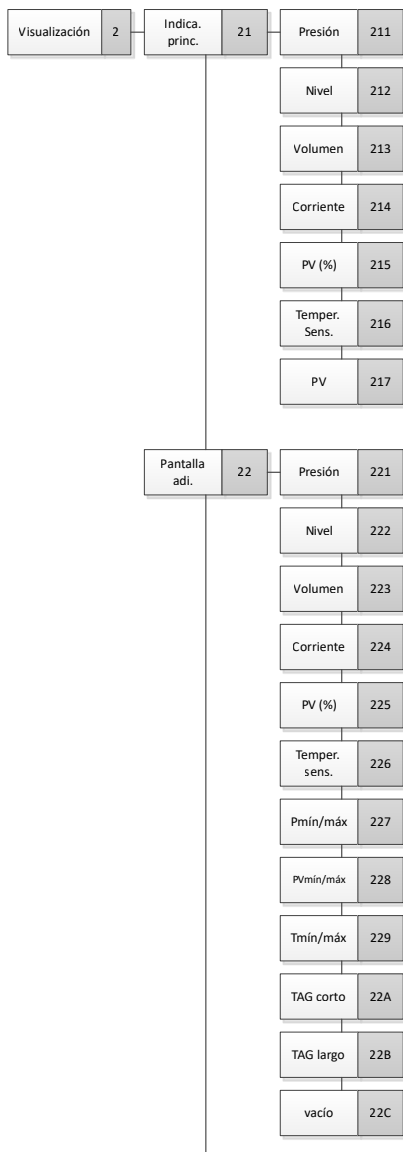 Visualización 2 Indica. princ. 21 Presión 211
Nivel 212
Volumen 213
Corriente 214
PV (%) 215
Temper. Sens. 216
PV 217
Pantalla adi. 22 Presión 221
Nivel 222
Volumen 223
Corriente 224
PV (%) 225
Temper. sens. 226
Pmín/máx 227
PVmín/máx 228
Tmín/máx 229
TAG corto 22A
TAG largo 22B
vacío 22C